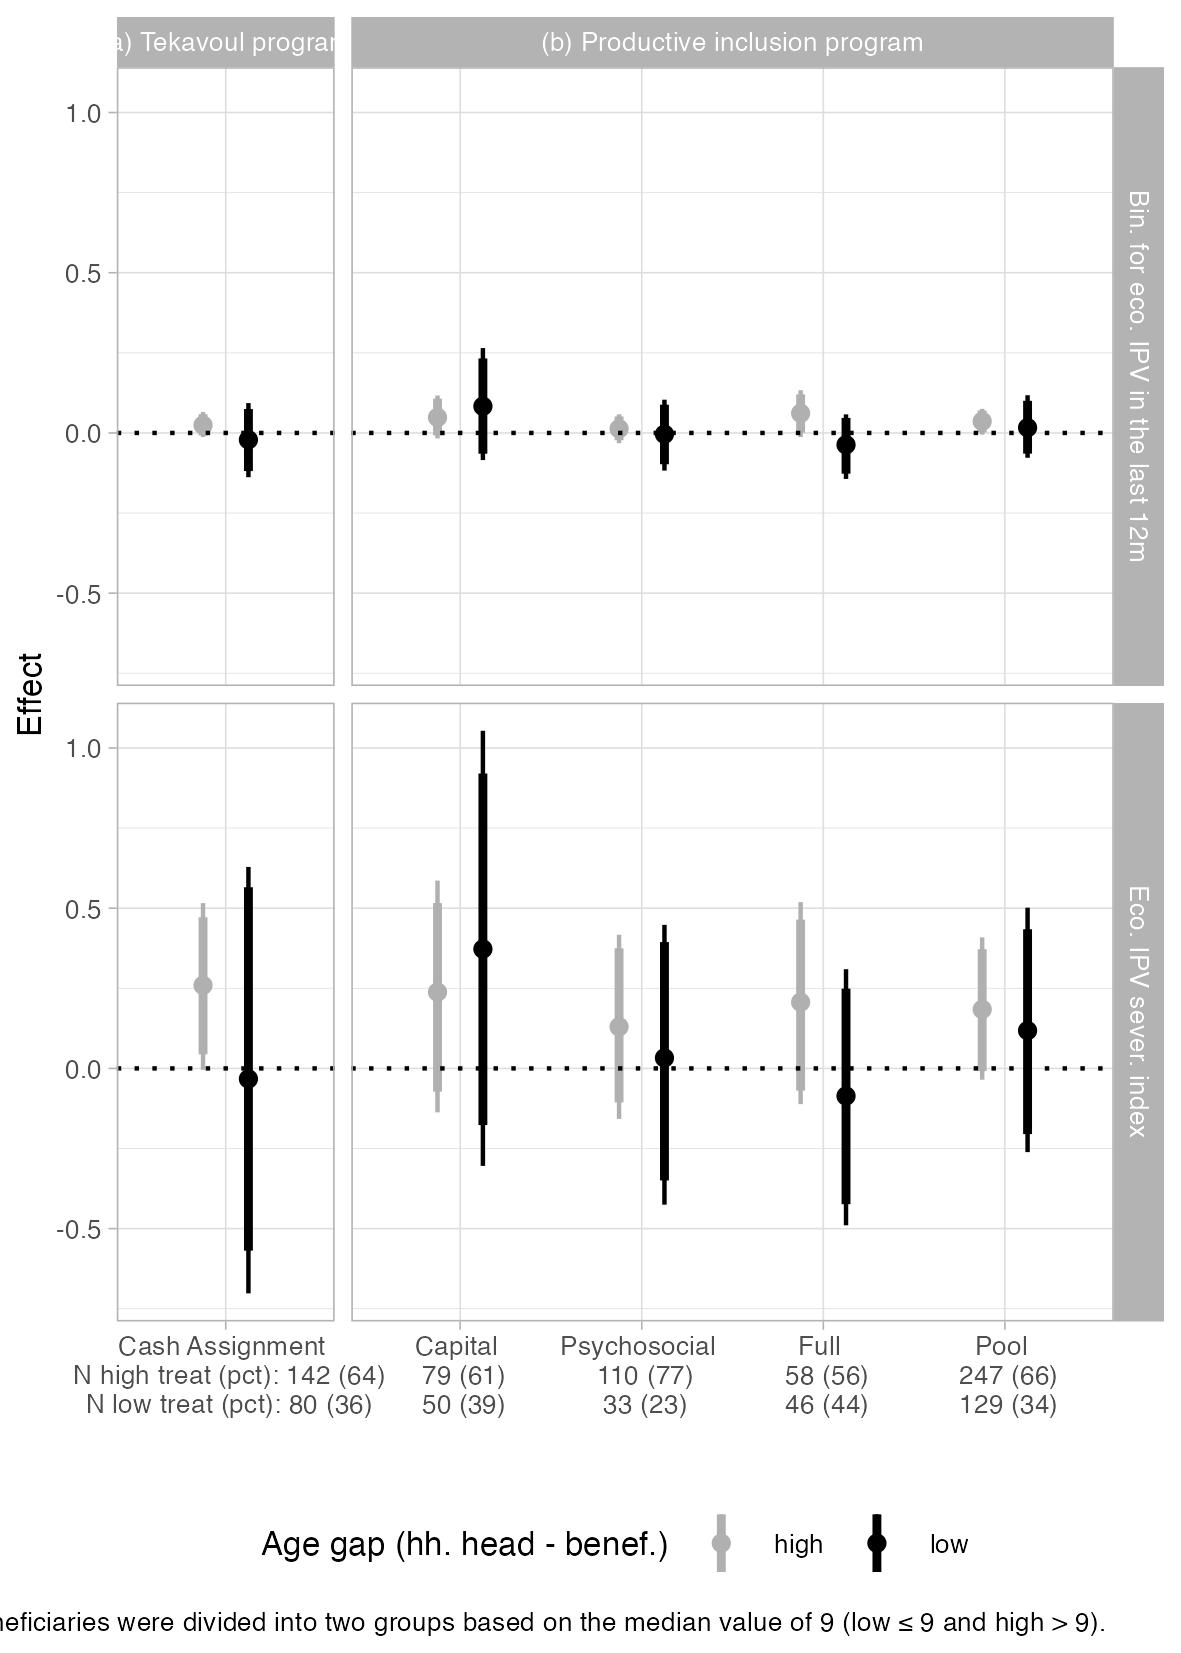 a) Tekavoul progra
(b) Productive inclusion program
1.0
0.5
0.0
-0.5
Bin. for eco. IPV in the last 12m
Effect
1.0
0.5
0.0
-0.5
Eco. IPV sever. index
Cash Assignment Capital Psychosocial Full Pool
N high treat (pct): 142 (64) 79 (61) 110 (77) 58 (56) 247 (66)
N low treat (pct): 80 (36) 50 (39) 33 (23) 46 (44) 129 (34)
Age gap (hh. head - benef.) high low
neficiaries were divided into two groups based on the median value of 9 (low ≤ 9 and high > 9).